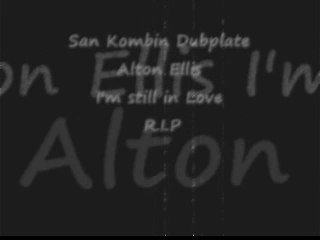 San Kombin Dubplate
Alton Ellis
I'm still in Love
R.I.P
on Ellis I'm
Alton